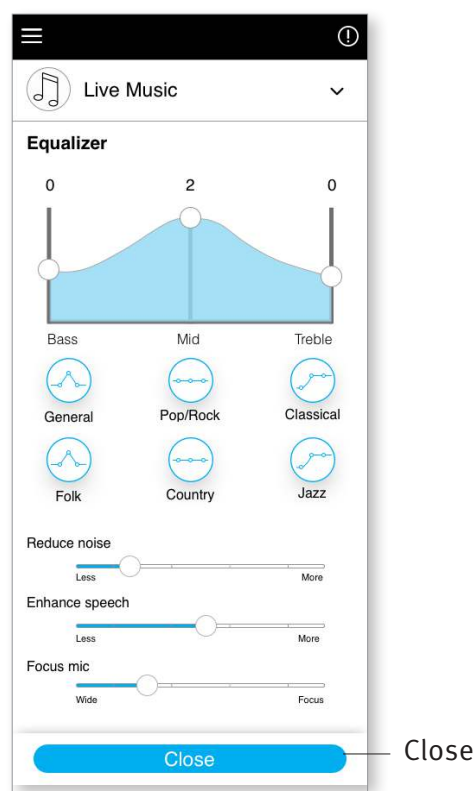 Live Music
Equalizer
0 2 0
Bass Mid Treble
General Pop/Rock Classical
Folk Country Jazz
Reduce noise
Less More
Enhance speech
Less More
Focus mic
Wide Focus
Close
Close